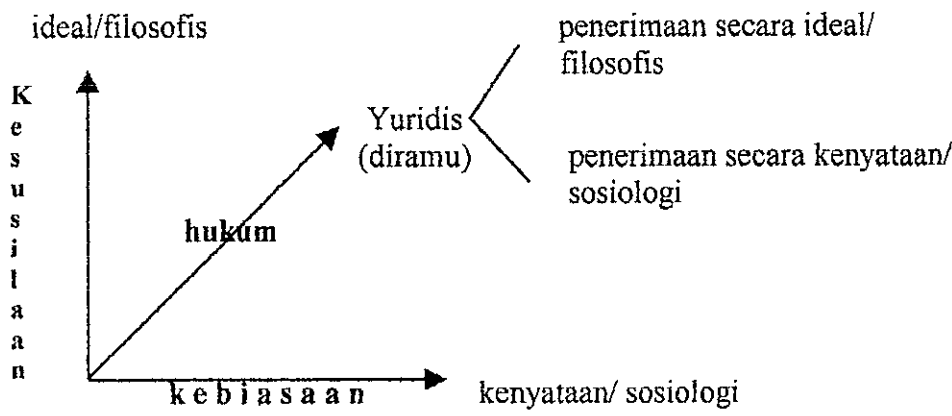 ideal/filosofis
penerimaan secara ideal/
filosofis
Kesusilaan
Yuridis
(diramu)
penerimaan secara kenyataan/
sosiologi
hukum
kebiasaan
kenyataan/ sosiologi